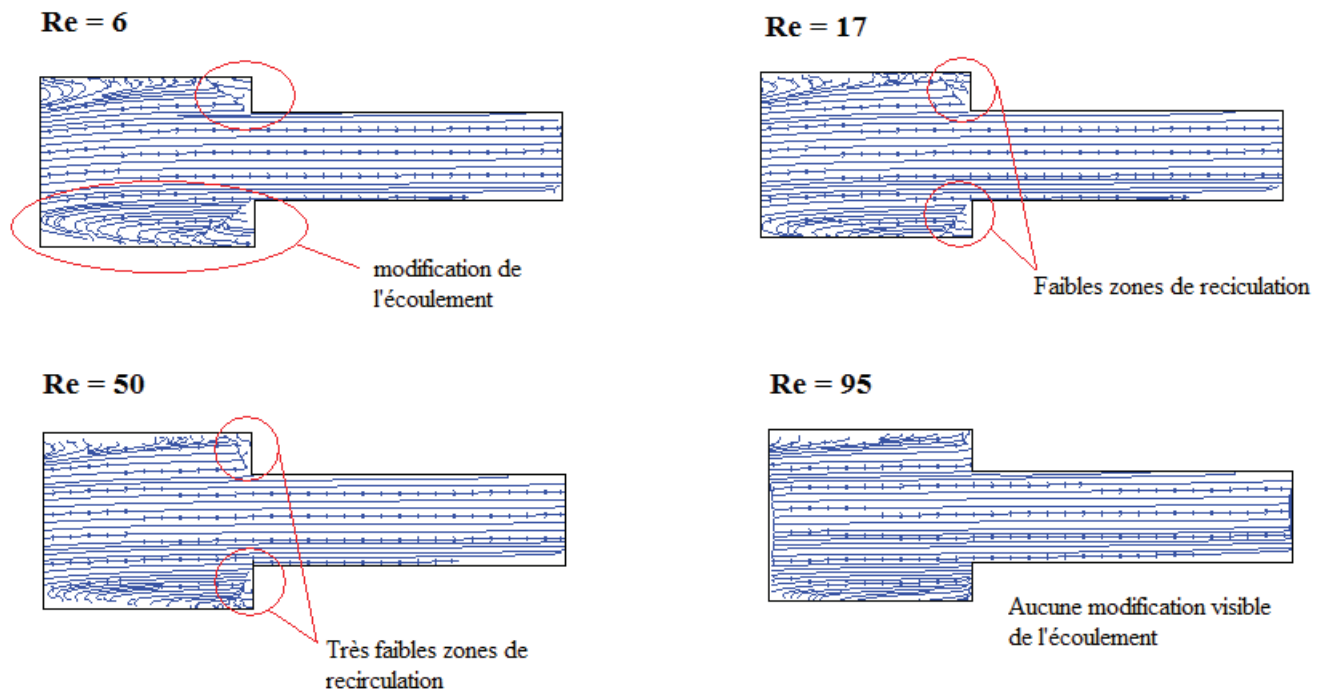 Re = 6
modification de
l'écoulement
Re = 17
Faibles zones de reciculation
Re = 50
Très faibles zones de
recirculation
Re = 95
Aucune modification visible
de l'écoulement